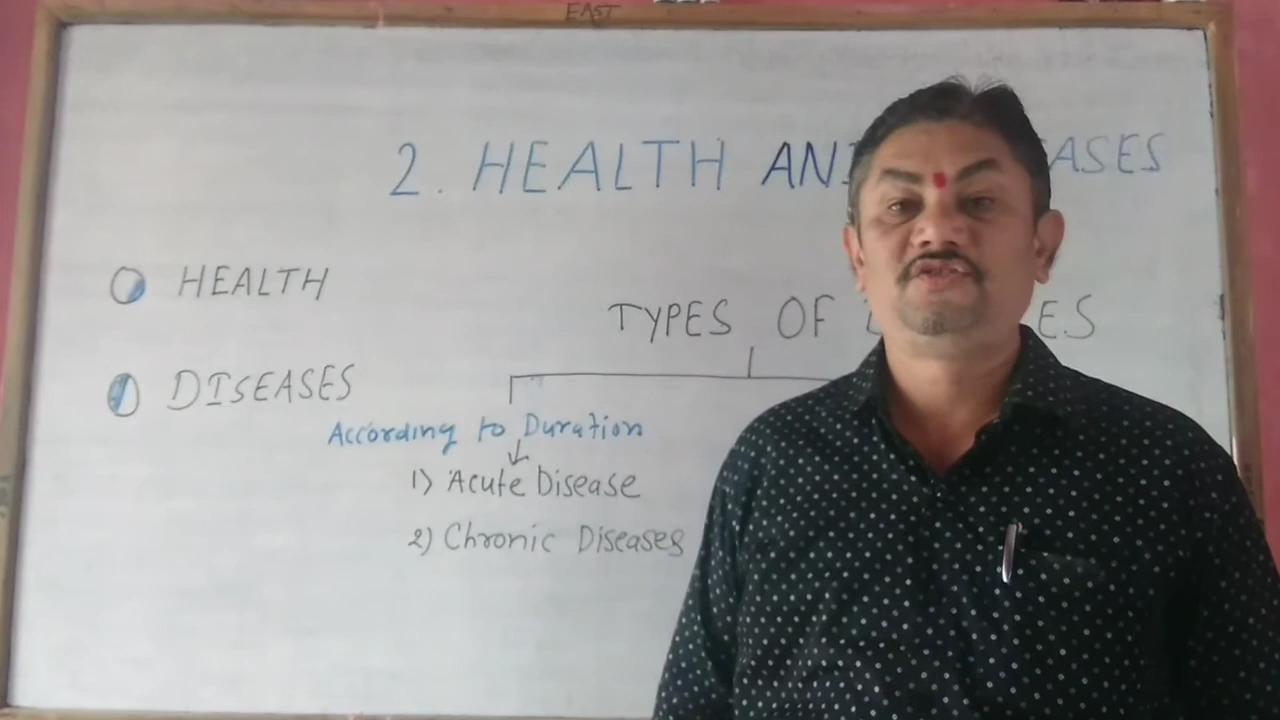 EAST
2. HEALTH AN ASES
HEALTH
TYPES OF ES
DISEASES
According to Duration
1) Acute Disease
2) Chronic Diseases